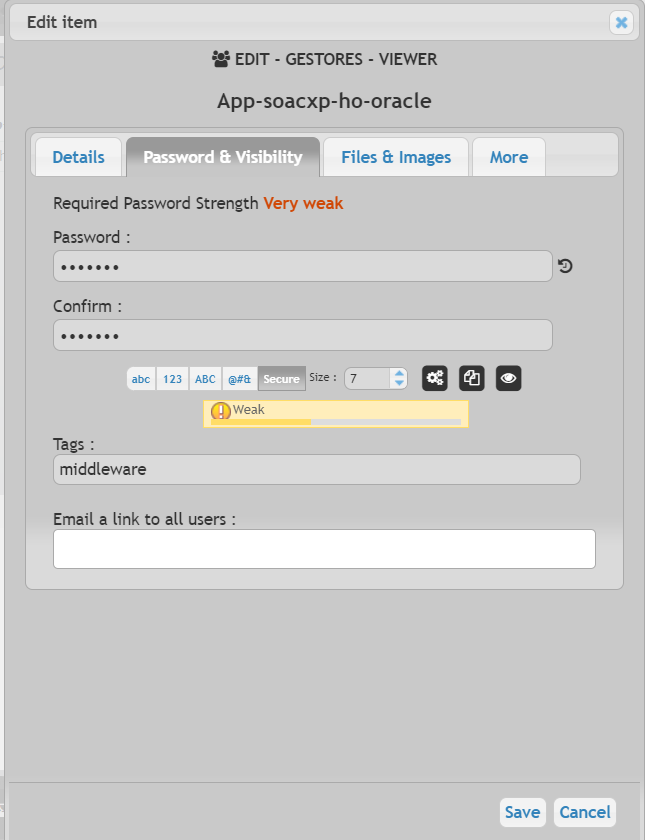 Edit item
EDIT - GESTORES - VIEWER
App-soacxp-ho-oracle
Details Password & Visibility Files & Images More
Required Password Strength Very weak
Password :
•••••••
Confirm :
•••••••
abc 123 ABC @#& Secure Size : 7
Weak
Tags :
middleware
Email a link to all users :
Save Cancel